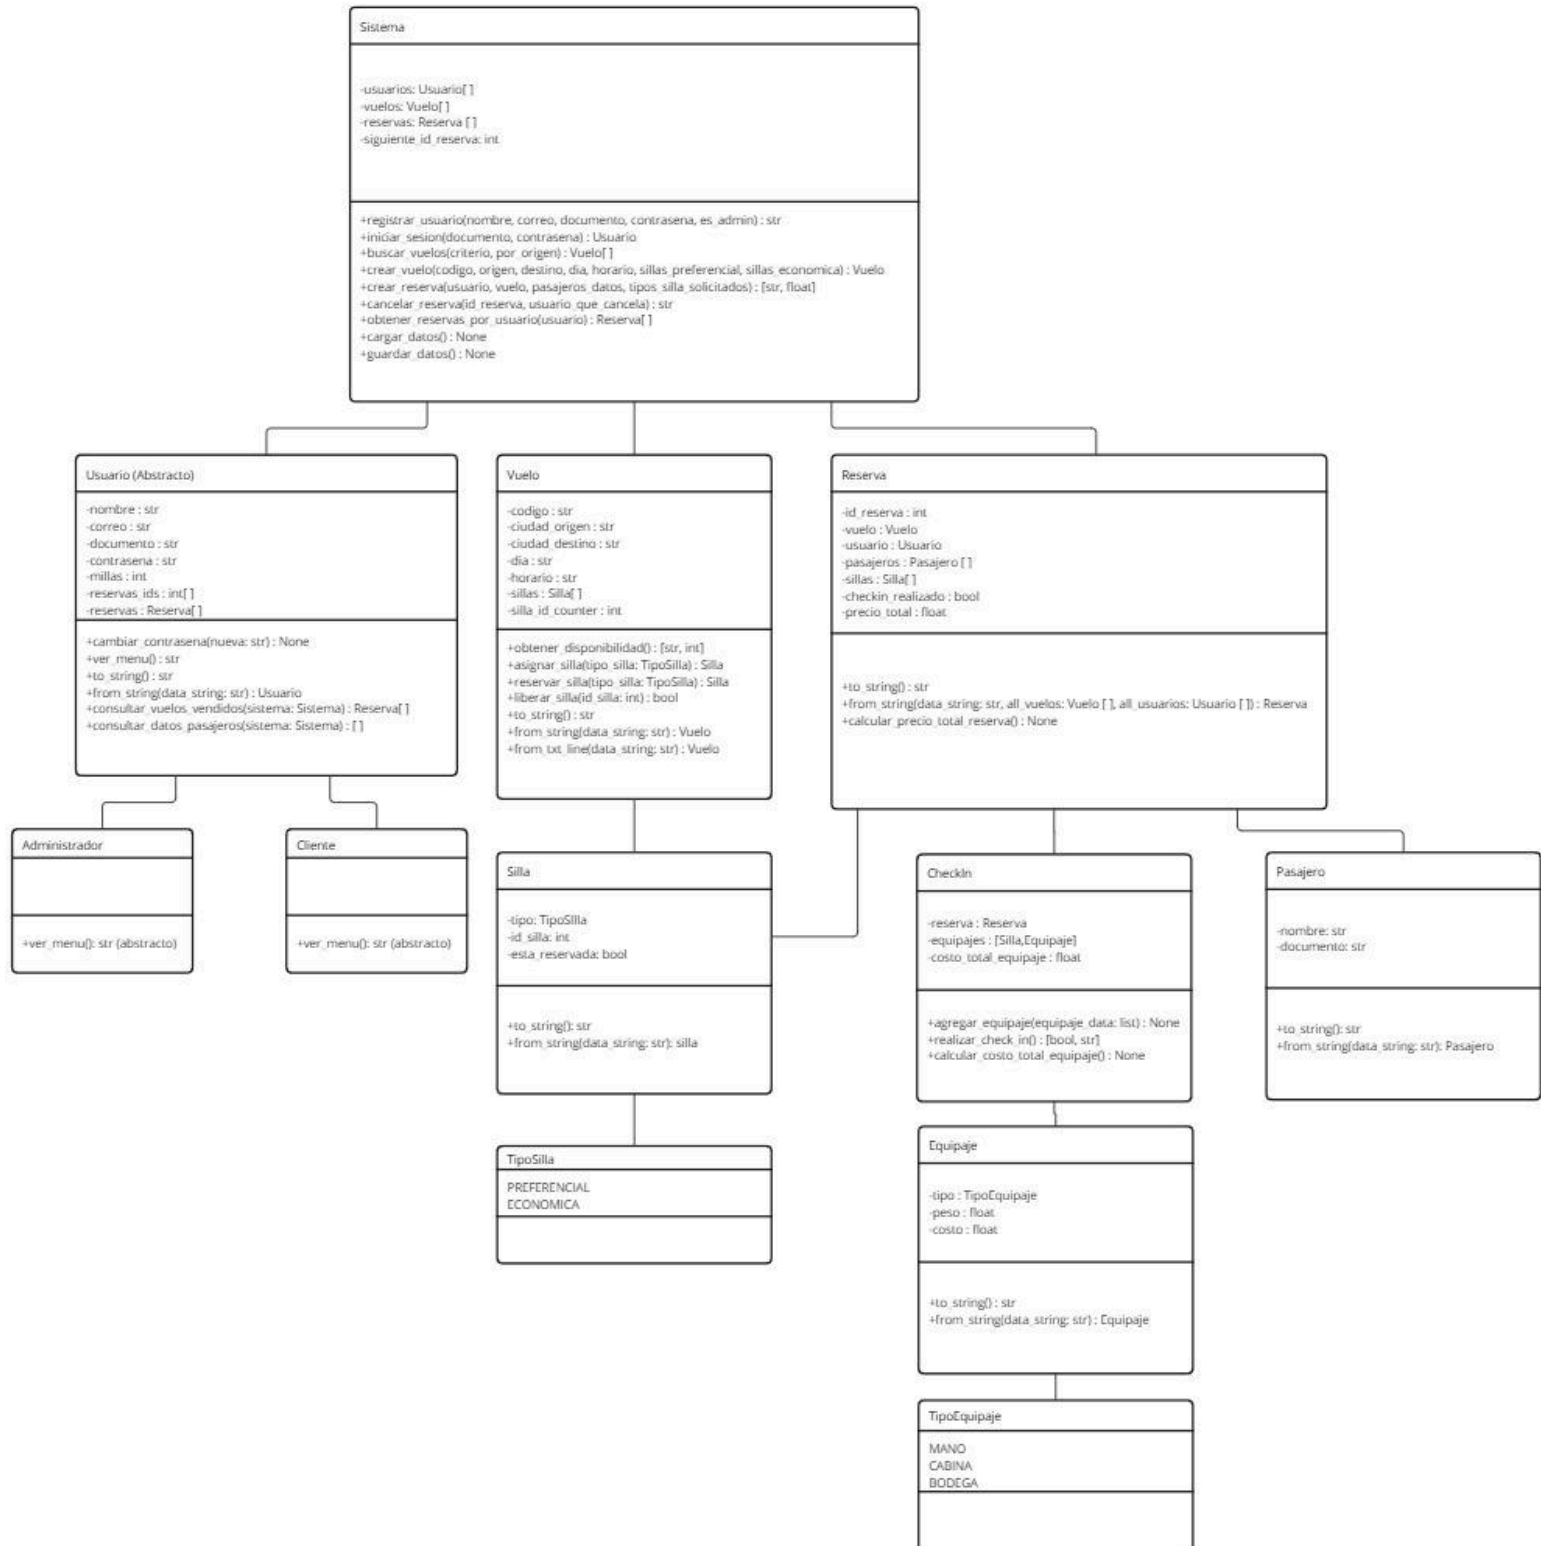 Sistema
-usuarios: Usuario[ ]
-vuelos: Vuelo[ ]
-reservas: Reserva [ ]
-siguiente_id_reserva: int
+registrar_usuario(nombre, correo, documento, contrasena, es_admin) : str
+iniciar_sesion(documento, contrasena) : Usuario
+buscar_vuelos(criterio, por_origen) : Vuelo[ ]
+crear_vuelo(codigo, origen, destino, dia, horario, sillas_preferencial, sillas_economica) : Vuelo
+crear_reserva(usuario, vuelo, pasajeros_datos, tipos_silla_solicitados) : [str, float]
+cancelar_reserva(id_reserva, usuario_que_cancela) : str
+obtener_reservas_por_usuario(usuario) : Reserva[ ]
+cargar_datos() : None
+guardar_datos() : None
Usuario (Abstracto)
-nombre : str
-correo : str
-documento : str
-contrasena : str
-millas : int
-reservas_ids : int[ ]
-reservas : Reserva[ ]
+cambiar_contrasena(nueva: str) : None
+ver_menu() : str
+to_string() : str
+from_string(data_string: str) : Usuario
+consultar_vuelos_vendidos(sistema: Sistema) : Reserva[ ]
+consultar_datos_pasajeros(sistema: Sistema) : [ ]
Vuelo
-codigo : str
-ciudad_origen : str
-ciudad_destino : str
-dia : str
-horario : str
-sillas : Silla[ ]
-silla_id_counter : int
+obtener_disponibilidad() : [str, int]
+asignar_silla(tipo_silla: TipoSilla) : Silla
+reservar_silla(tipo_silla: TipoSilla) : Silla
+liberar_silla(id_silla: int) : bool
+to_string() : str
+from_string(data_string: str) : Vuelo
+from_txt_line(data_string: str) : Vuelo
Reserva
-id_reserva : int
-vuelo : Vuelo
-usuario : Usuario
-pasajeros : Pasajero [ ]
-sillas : Silla[ ]
-checkin_realizado : bool
-precio_total : float
+to_string() : str
+from_string(data_string: str, all_vuelos: Vuelo [ ], all_usuarios: Usuario [ ]) : Reserva
+calcular_precio_total_reserva() : None
Administrador
+ver_menu(): str (abstracto)
Cliente
+ver_menu(): str (abstracto)
Silla
-tipo: TipoSIlla
-id_silla: int
-esta_reservada: bool
+to_string(): str
+from_string(data_string: str): silla
CheckIn
-reserva : Reserva
-equipajes : [Silla,Equipaje]
-costo_total_equipaje : float
+agregar_equipaje(equipaje_data: list) : None
+realizar_check_in() : [bool, str]
+calcular_costo_total_equipaje() : None
Pasajero
-nombre: str
-documento: str
+to_string(): str
+from_string(data_string: str): Pasajero
TipoSilla
PREFERENCIAL
ECONOMICA
Equipaje
-tipo : TipoEquipaje
-peso : float
-costo : float
+to_string() : str
+from_string(data_string: str) : Equipaje
TipoEquipaje
MANO
CABINA
BODEGA